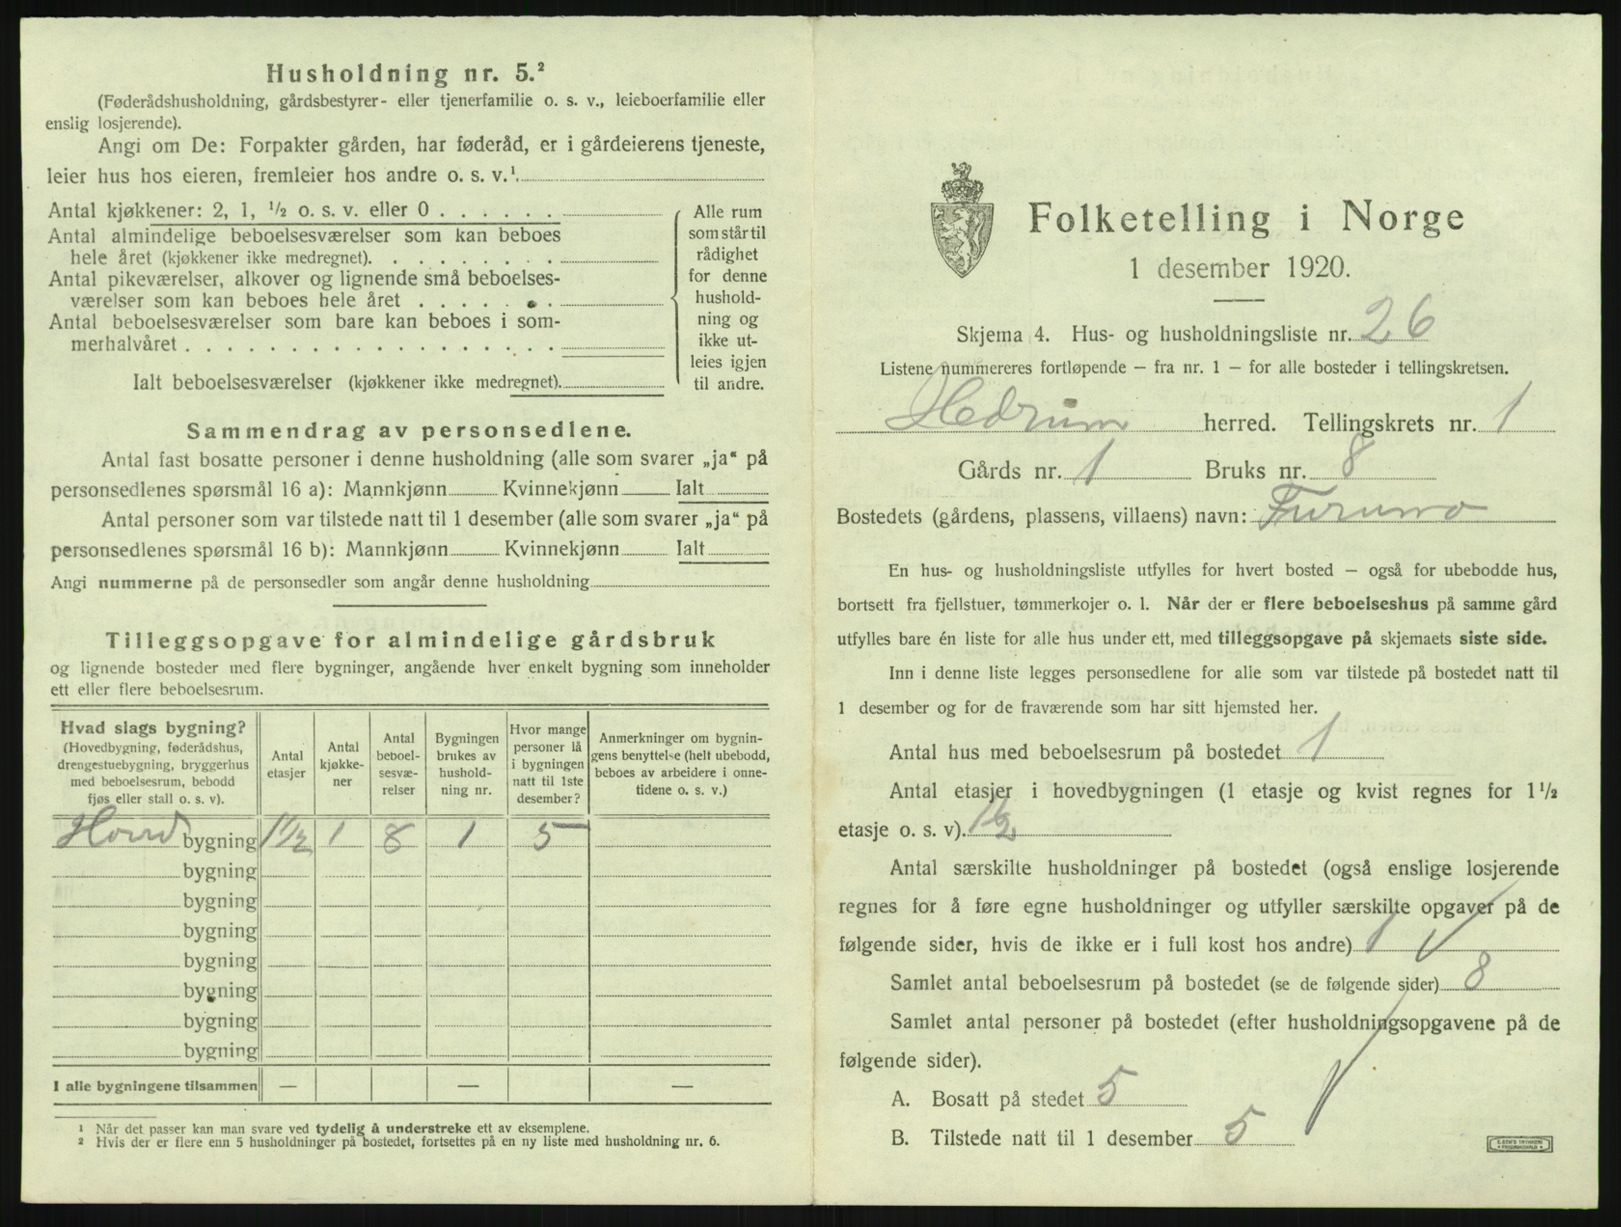 Husholdning nr. 5.²
(Føderådshusholdning, gårdsbestyrer- eller tjenerfamilie o. s. v., leieboerfamilie eller
enslig losjerende).
Angi om De: Forpakter gården, har føderåd, er i gårdeierens tjeneste,
leier hus hos eieren, fremleier hos andre o. s. v.¹
Antal kjøkkener: 2, 1, ½ o. s. v. eller 0
Antal almindelige beboelsesværelser som kan beboes
hele året (kjøkkener ikke medregnet).
Antal pikeværelser, alkover og lignende små beboelses-
værelser som kan beboes hele året
Antal beboelsesværelser som bare kan beboes i som-
merhalvåret
Ialt beboelsesværelser (kjøkkener ikke medregnet).
Alle rum
som står til
rådighet
for denne
hushold-
ning og
ikke ut-
leies igjen
til andre.
Sammendrag av personsedlene.
Antal fast bosatte personer i denne husholdning (alle som svarer „ja“ på
personsedlenes spørsmål 16 a): Mannkjønn Kvinnekjønn Ialt
Antal personer som var tilstede natt til 1 desember (alle som svarer „ja“ på
personsedlenes spørsmål 16 b): Mannkjønn Kvinnekjønn Ialt
Angi nummerne på de personsedler som angår denne husholdning
Tilleggsopgave for almindelige gårdsbruk
og lignende bosteder med flere bygninger, angående hver enkelt bygning som inneholder
ett eller flere beboelsesrum.
Hvad slags bygning?
(Hovedbygning, føderådshus,
drengestuebygning, bryggerhus
med beboelsesrum, bebodd
fjøs eller stall o. s. v).
Antal
etasjer
Antal
kjøkke-
ner
Antal
beboel-
sesvæ-
relser
Bygningen
brukes av
hushold-
ning nr.
Hvor mange
personer lå
i bygningen
natt til 1ste
desember?
Anmerkninger om bygnin-
gens benyttelse (helt ubebodd,
beboes av arbeidere i onne-
tidene o. s. v.)
Hovedbygning 1½ 1 8 1 5
bygning
bygning
bygning
bygning
bygning
bygning
bygning
I alle bygningene tilsammen — — —
¹ Når det passer kan man svare ved tydelig å understreke ett av eksemplene.
² Hvis der er flere enn 5 husholdninger på bostedet, fortsettes på en ny liste med husholdning nr. 6.
Folketelling i Norge
1 desember 1920.
Skjema 4. Hus- og husholdningsliste nr. 26
Listene nummereres fortløpende – fra nr. 1 – for alle bosteder i tellingskretsen.
Hedrum herred. Tellingskrets nr. 1
Gårds nr. 1 Bruks nr. 8
Bostedets (gårdens, plassens, villaens) navn: Furumo
En hus- og husholdningsliste utfylles for hvert bosted – også for ubebodde hus,
bortsett fra fjellstuer, tømmerkojer o. l. Når der er flere beboelseshus på samme gård
utfylles bare én liste for alle hus under ett, med tilleggsopgave på skjemaets siste side.
Inn i denne liste legges personsedlene for alle som var tilstede på bostedet natt til
1 desember og for de fraværende som har sitt hjemsted her.
Antal hus med beboelsesrum på bostedet 1
Antal etasjer i hovedbygningen (1 etasje og kvist regnes for 1½
etasje o. s. v). 1½
Antal særskilte husholdninger på bostedet (også enslige losjerende
regnes for å føre egne husholdninger og utfyller særskilte opgaver på de
følgende sider, hvis de ikke er i full kost hos andre) 1
Samlet antal beboelsesrum på bostedet (se de følgende sider) 8
Samlet antal personer på bostedet (efter husholdningsopgavene på de
følgende sider).
A. Bosatt på stedet 5
B. Tilstede natt til 1 desember 5